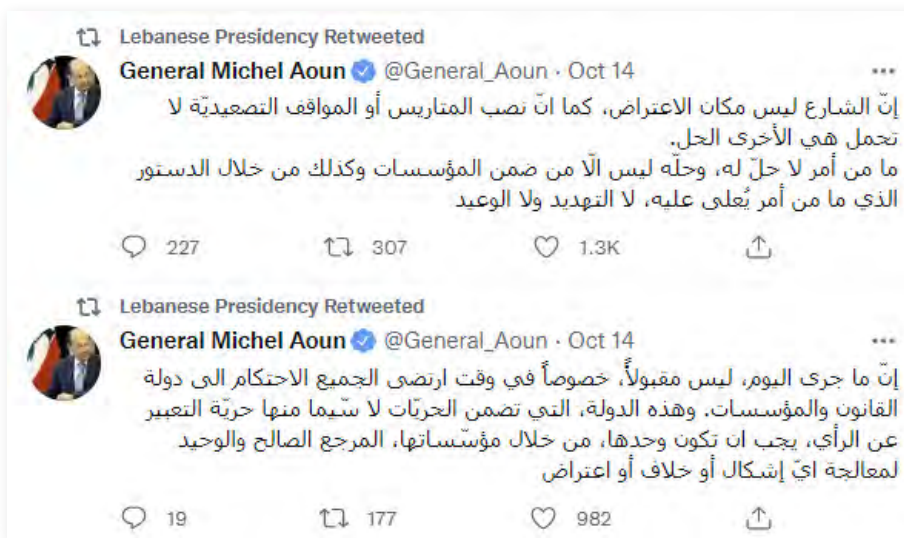 Lebanese Presidency Retweeted
General Michel Aoun @General_Aoun · Oct 14
إنّ الشارع ليس مكان الاعتراض، كما انّ نصب المتاريس أو المواقف التصعيديّة لا
تحمل هي الأخرى الحل.
ما من أمر لا حلّ له، وحلّه ليس الّا من ضمن المؤسسات وكذلك من خلال الدستور
الذي ما من أمر يُعلى عليه، لا التهديد ولا الوعيد
227 307 1.3K
Lebanese Presidency Retweeted
General Michel Aoun @General_Aoun · Oct 14
إنّ ما جرى اليوم، ليس مقبولاً، خصوصاً في وقت ارتضى الجميع الاحتكام الى دولة
القانون والمؤسسات. وهذه الدولة، التي تضمن الحريّات لا سّيما منها حريّة التعبير
عن الرأي، يجب ان تكون وحدها، من خلال مؤسّساتها، المرجع الصالح والوحيد
لمعالجة ايّ إشكال أو خلاف أو اعتراض
19 177 982